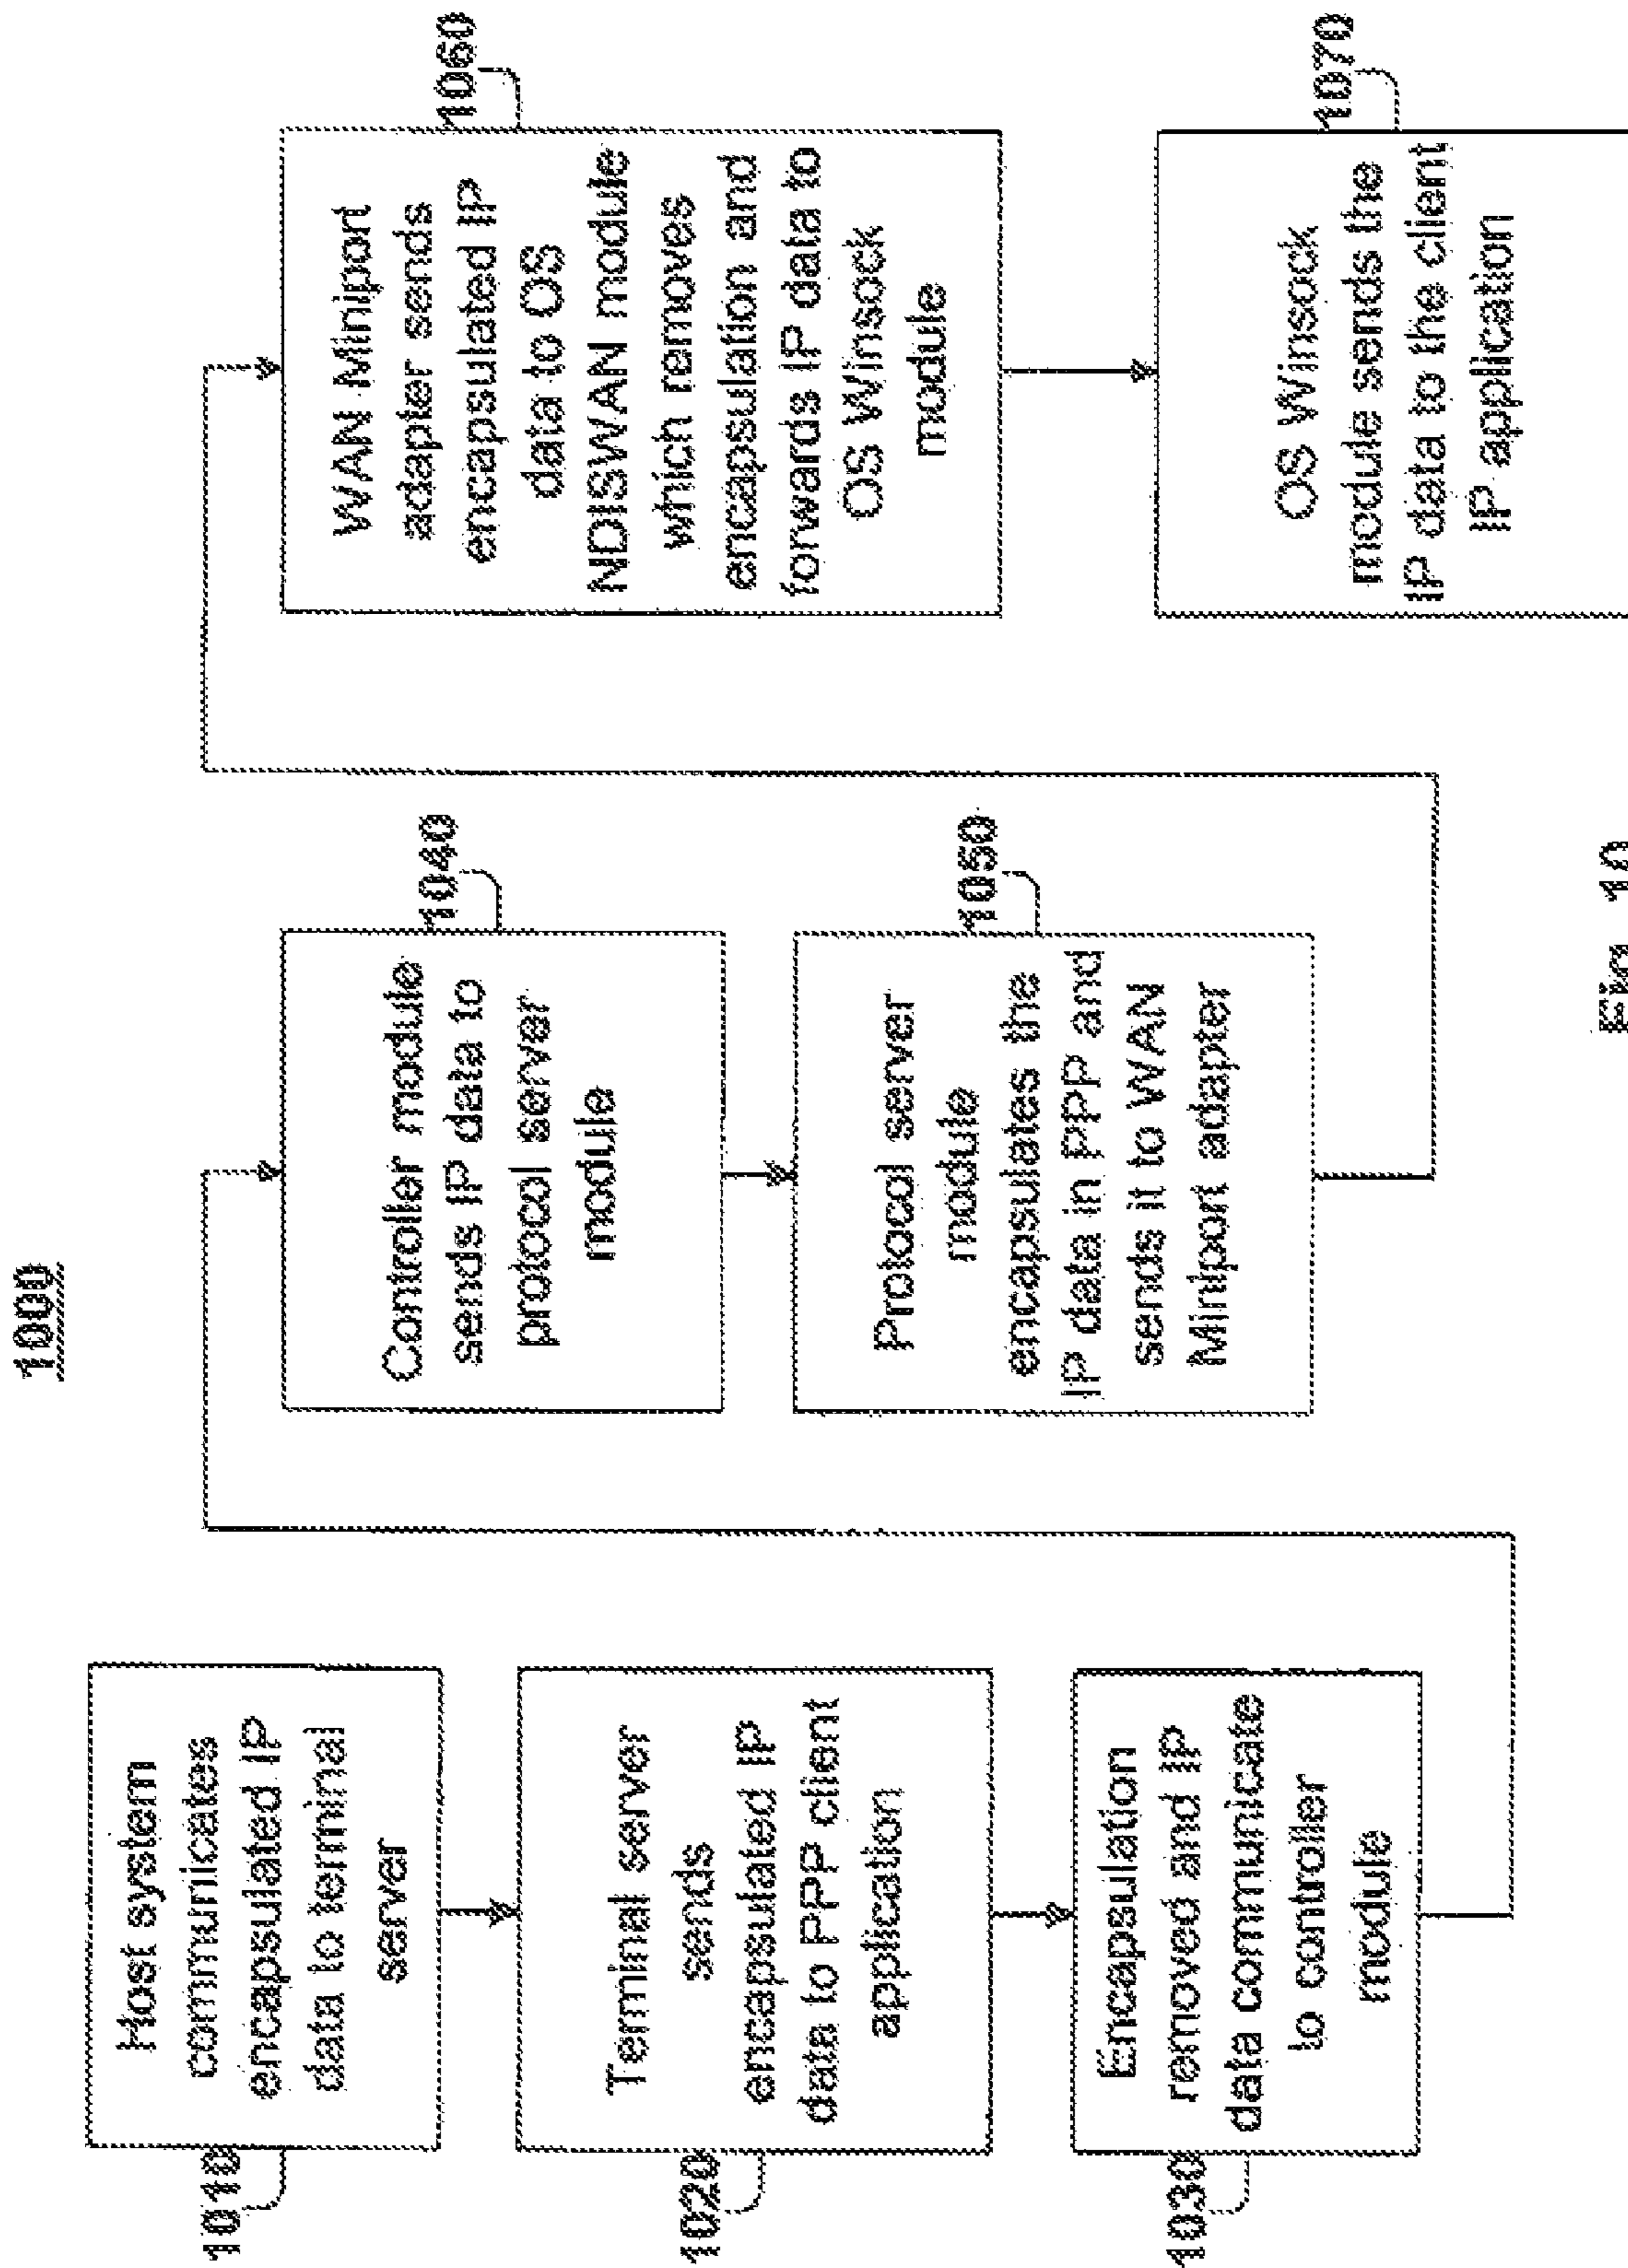 1000
1010
Host system
communicates
encapsulated IP
data to terminal
server
1020
Terminal server
sends
encapsulated IP
data to PPP client
application
1030
Encapsulation
removed and IP
data communicate
to controller
module
1040
Controller module
sends IP data to
protocol server
module
1050
Protocal server
module
encapsulates the
IP data in PPP and
sends it to WAN
Miniport adapter
1060
WAN Miniport
adapter sends
encapsulated IP
data to OS
NDISWAN module
which removes
encapsulation and
forwards IP data to
OS Winsock
module
1070
OS Winsock
module sends the
IP data to the client
IP application
Fig. 10